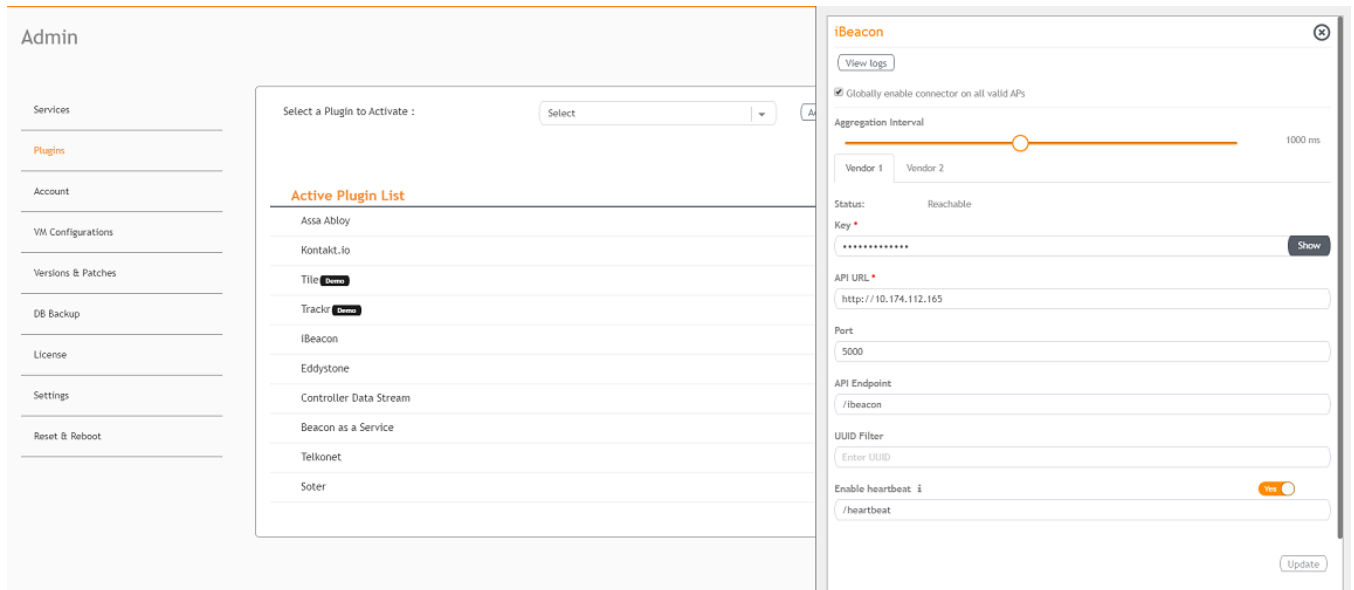 Admin
Services
Plugins
Account
VM Configurations
Versions & Patches
DB Backup
License
Settings
Reset & Reboot
Select a Plugin to Activate :
Select
Active Plugin List
Assa Abloy
Kontakt.io
Tile Demo
Trackr Demo
iBeacon
Eddystone
Controller Data Stream
Beacon as a Service
Telkonet
Soter
iBeacon
View logs
Globally enable connector on all valid APs
Aggregation Interval
1000 ms
Vendor 1 Vendor 2
Status: Reachable
Key *
••••••••••••• Show
API URL *
http://10.174.112.165
Port
5000
API Endpoint
/ibeacon
UUID Filter
Enter UUID
Enable heartbeat i Yes
/heartbeat
Update